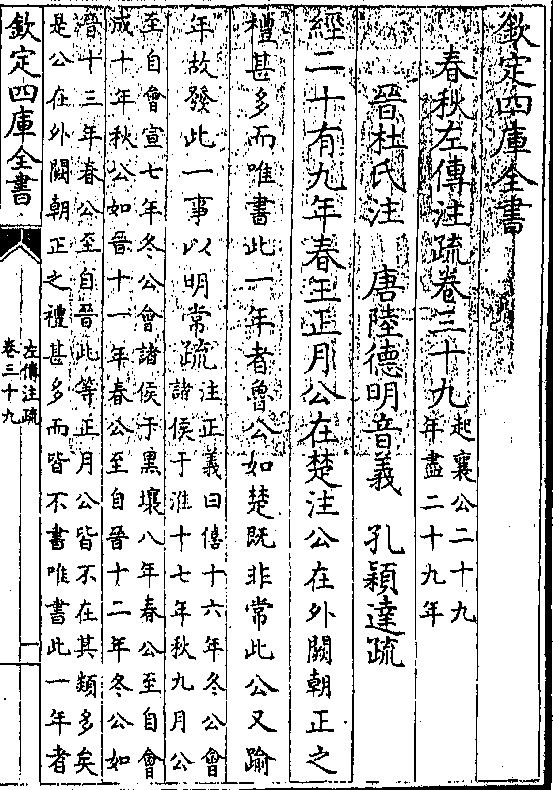 欽定四庫全書
春秋左傳注疏卷三十九起襄公二十九
年盡二十九年
晉杜氏注　唐陸德明音義　孔穎達疏
經二十有九年春王正月公在楚注公在外闕朝正之
禮甚多而唯書此一年者魯公如楚既非常此公又踰
年故發此一事以明常疏注正義曰僖十六年冬公會
諸侯于淮十七年秋九月公
至自會宣七年冬公會諸侯于黑壤八年春公至自會
成十年秋公如晉十一年春公至自晉十二年冬公如
晉十三年春公至自晉此等正月公皆不在其類多矣
是公在外闕朝正之禮甚多而皆不書唯書此一年者
欽定四庫全書
左傳注疏
卷三十九
一